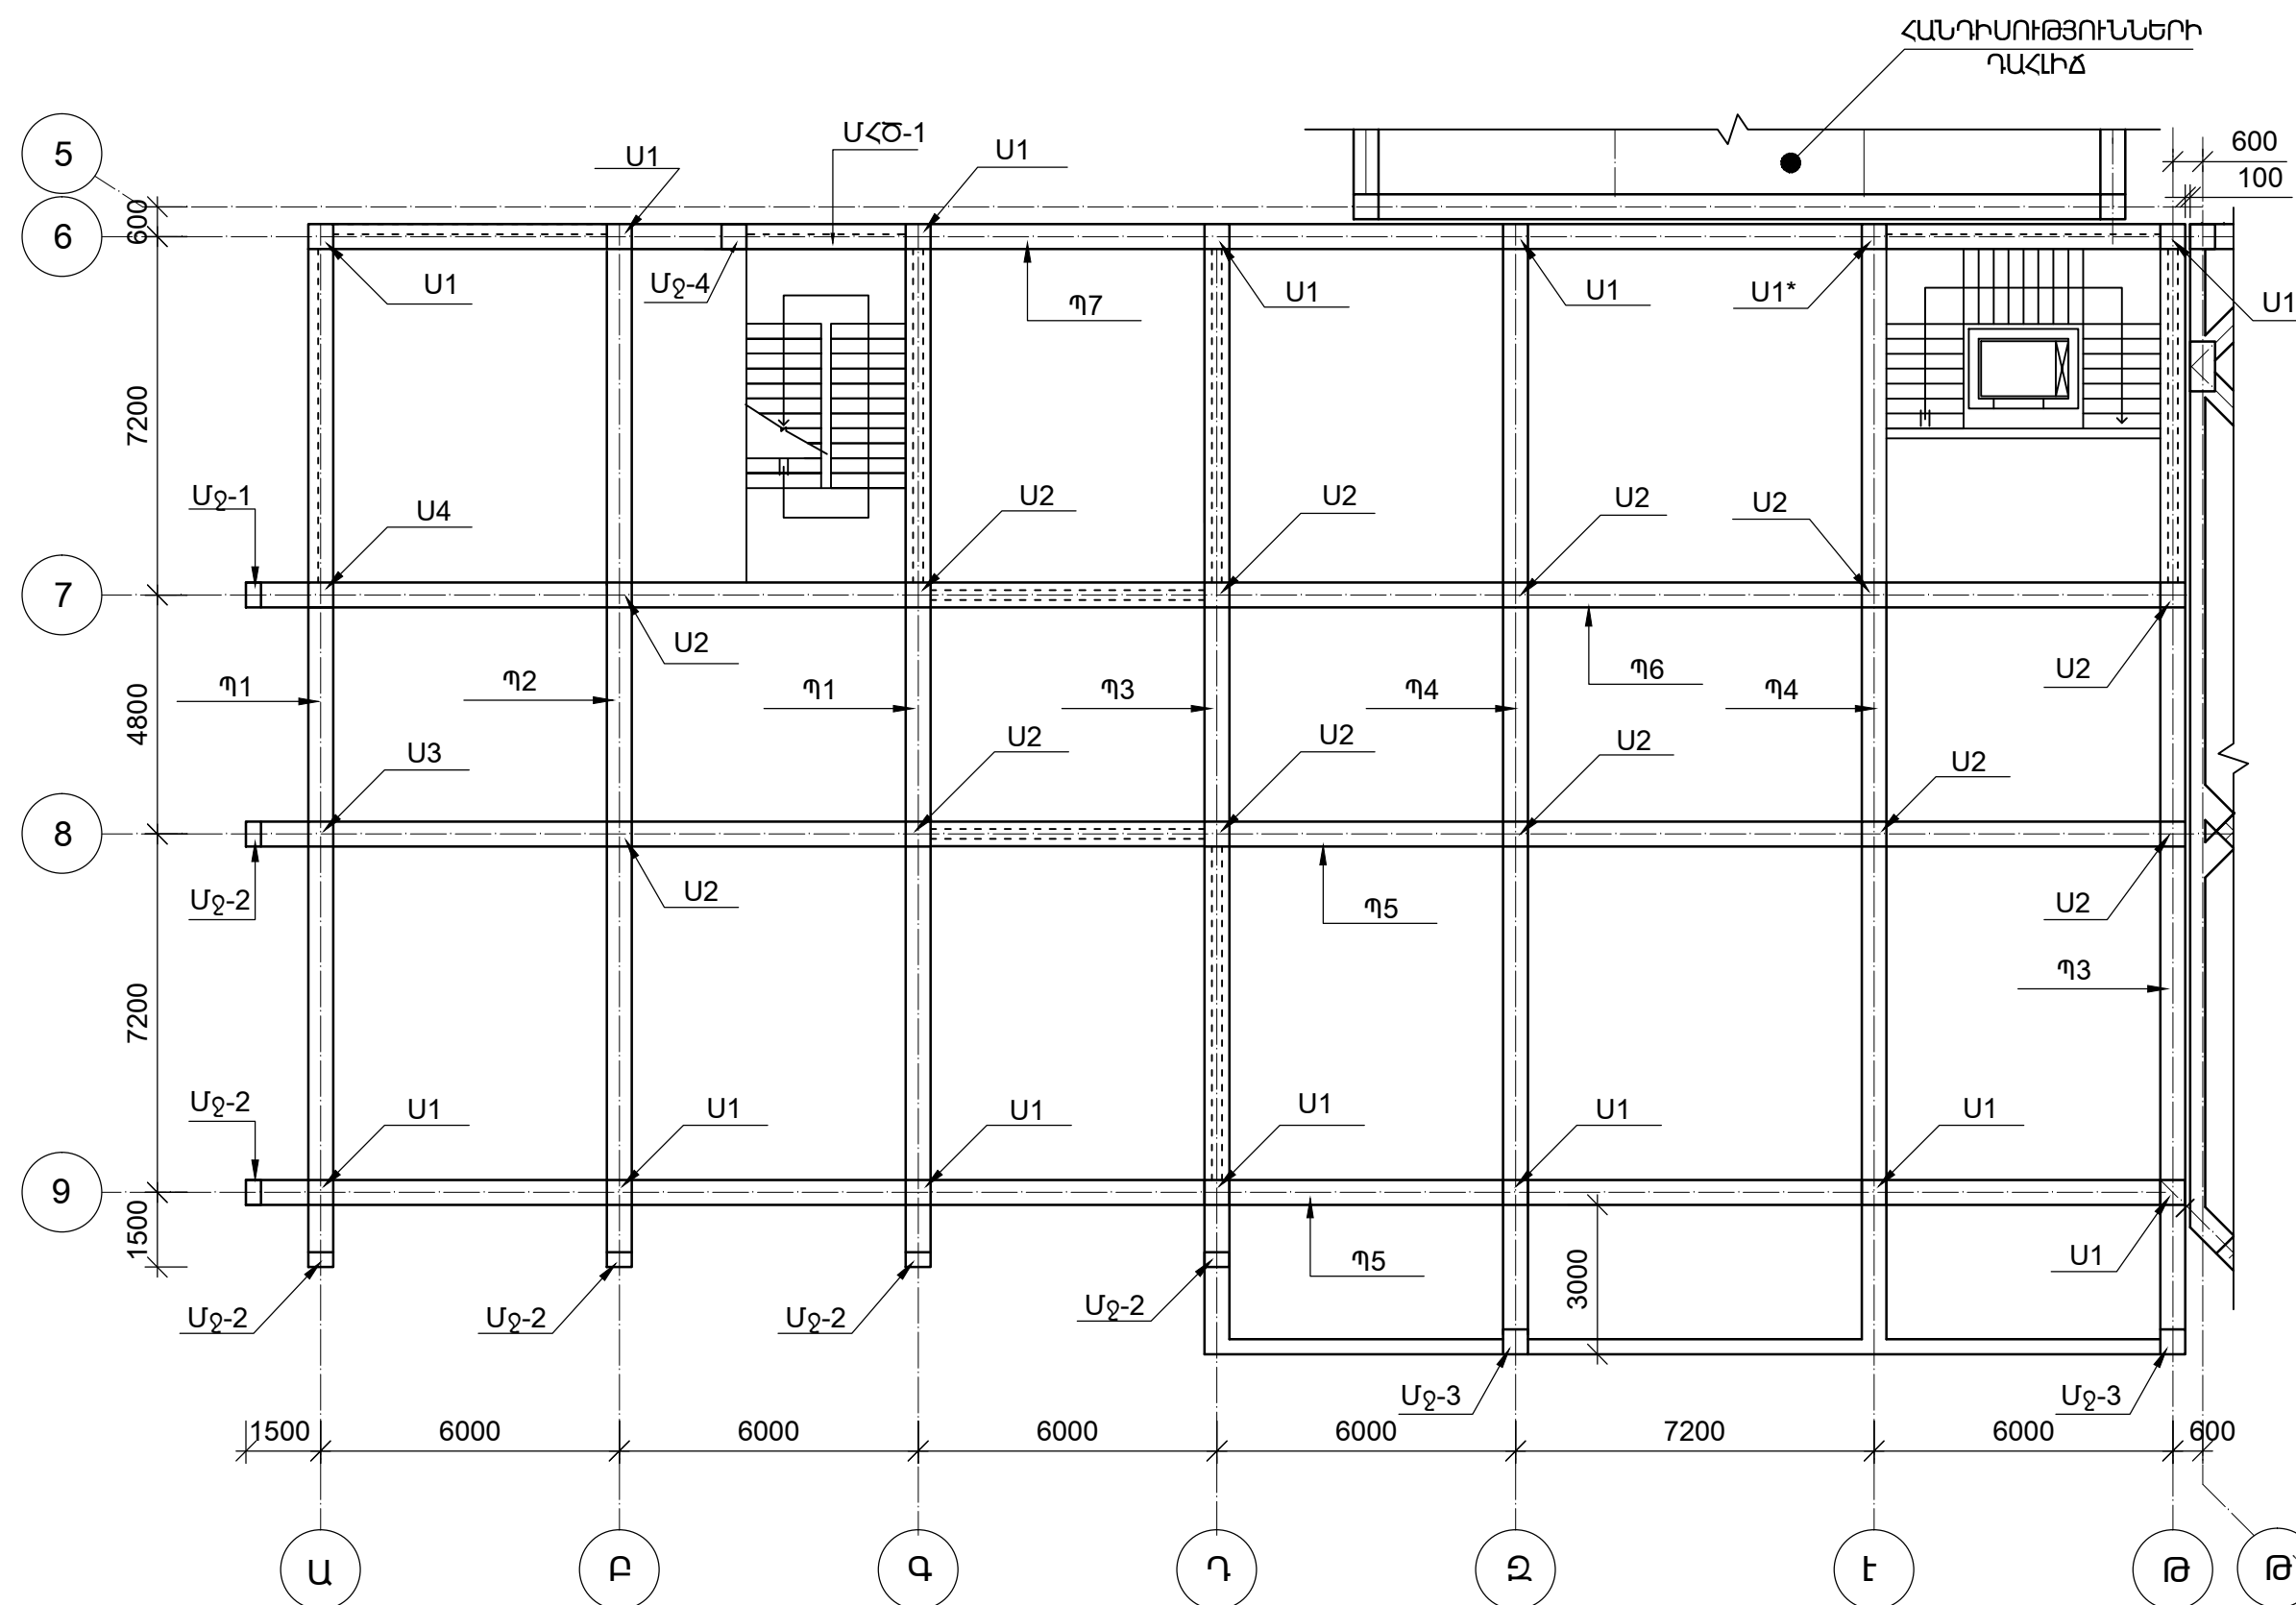 ՀԱՆԴԻՍՈՒԹՅՈՒՆՆԵՐԻ
ԴԱՀԼԻՃ
ՄՀԾ-1
Ս1
Ս1
600
100
5
6
600
Ս1
Մջ-4
Պ7
Ս1
Ս1
Ս1*
Ս1
7200
Մջ-1
Ս4
Ս2
Ս2
Ս2
Ս2
7
Ս2
Պ6
Ս2
4800
Պ1
Պ2
Պ1
Պ3
Պ4
Պ4
Ս3
Ս2
Ս2
Ս2
Ս2
8
Մջ-2
Ս2
Պ5
Ս2
Պ3
7200
Մջ-2
Ս1
Ս1
Ս1
Ս1
Ս1
Ս1
9
1500
Պ5
3000
Ս1
Մջ-2
Մջ-2
Մջ-2
Մջ-2
Մջ-3
Մջ-3
1500
6000
6000
6000
6000
7200
6000
600
Ա
Բ
Գ
Դ
Զ
Է
Թ
Թ